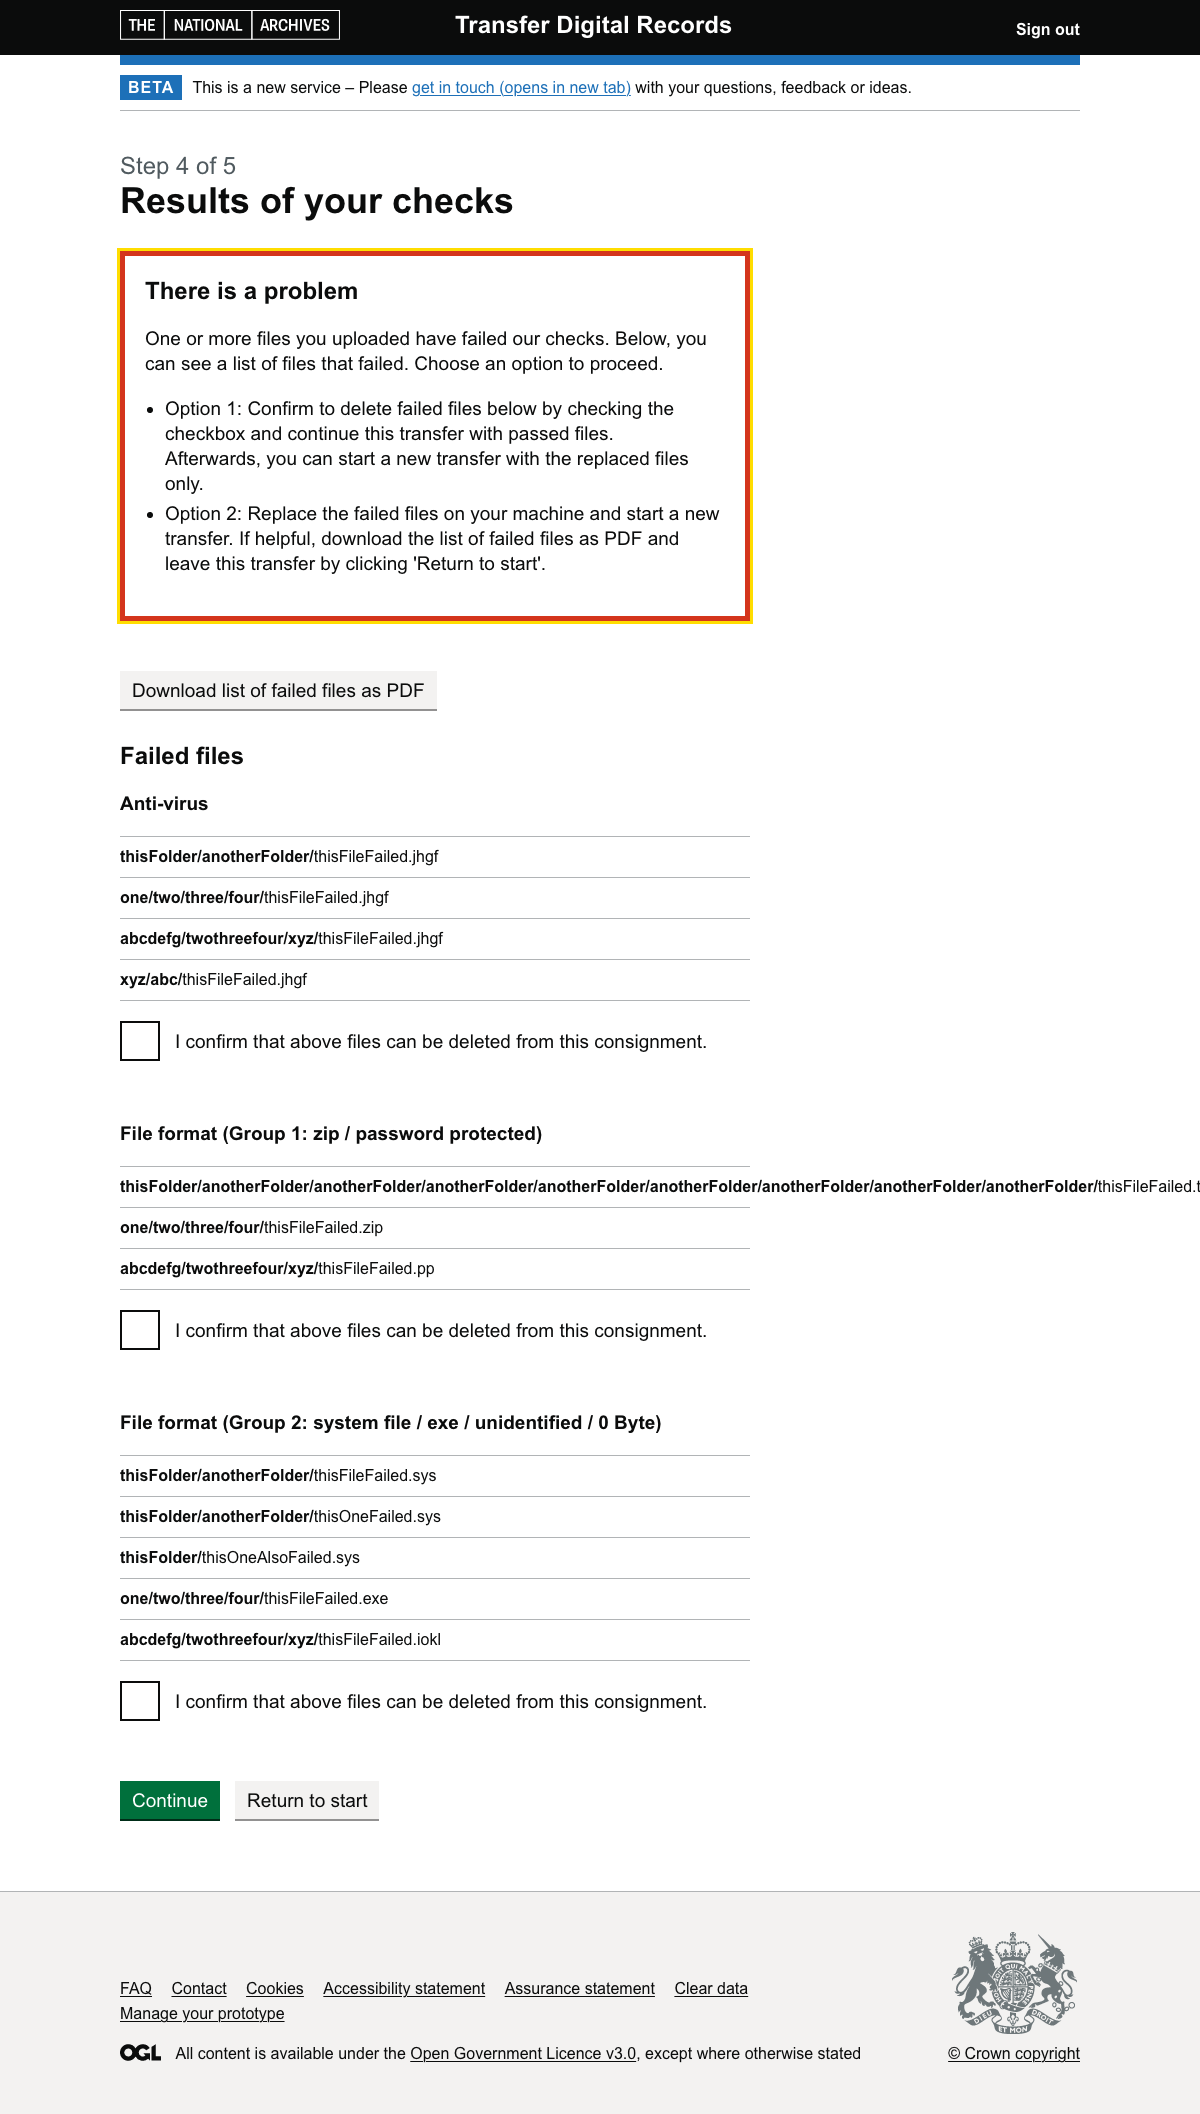 THE NATIONAL ARCHIVES
Transfer Digital Records
Sign out
BETA This is a new service – Please get in touch (opens in new tab) with your questions, feedback or ideas.
Step 4 of 5
Results of your checks
There is a problem
One or more files you uploaded have failed our checks. Below, you
can see a list of files that failed. Choose an option to proceed.
• Option 1: Confirm to delete failed files below by checking the
checkbox and continue this transfer with passed files.
Afterwards, you can start a new transfer with the replaced files
only.
• Option 2: Replace the failed files on your machine and start a new
transfer. If helpful, download the list of failed files as PDF and
leave this transfer by clicking 'Return to start'.
Download list of failed files as PDF
Failed files
Anti-virus
thisFolder/anotherFolder/thisFileFailed.jhgf
one/two/three/four/thisFileFailed.jhgf
abcdefg/twothreefour/xyz/thisFileFailed.jhgf
xyz/abc/thisFileFailed.jhgf
I confirm that above files can be deleted from this consignment.
File format (Group 1: zip / password protected)
thisFolder/anotherFolder/anotherFolder/anotherFolder/anotherFolder/anotherFolder/anotherFolder/anotherFolder/anotherFolder/thisFileFailed.t
one/two/three/four/thisFileFailed.zip
abcdefg/twothreefour/xyz/thisFileFailed.pp
I confirm that above files can be deleted from this consignment.
File format (Group 2: system file / exe / unidentified / 0 Byte)
thisFolder/anotherFolder/thisFileFailed.sys
thisFolder/anotherFolder/thisOneFailed.sys
thisFolder/thisOneAlsoFailed.sys
one/two/three/four/thisFileFailed.exe
abcdefg/twothreefour/xyz/thisFileFailed.iokl
I confirm that above files can be deleted from this consignment.
Continue
Return to start
FAQ Contact Cookies Accessibility statement Assurance statement Clear data
Manage your prototype
OGL All content is available under the Open Government Licence v3.0, except where otherwise stated
© Crown copyright